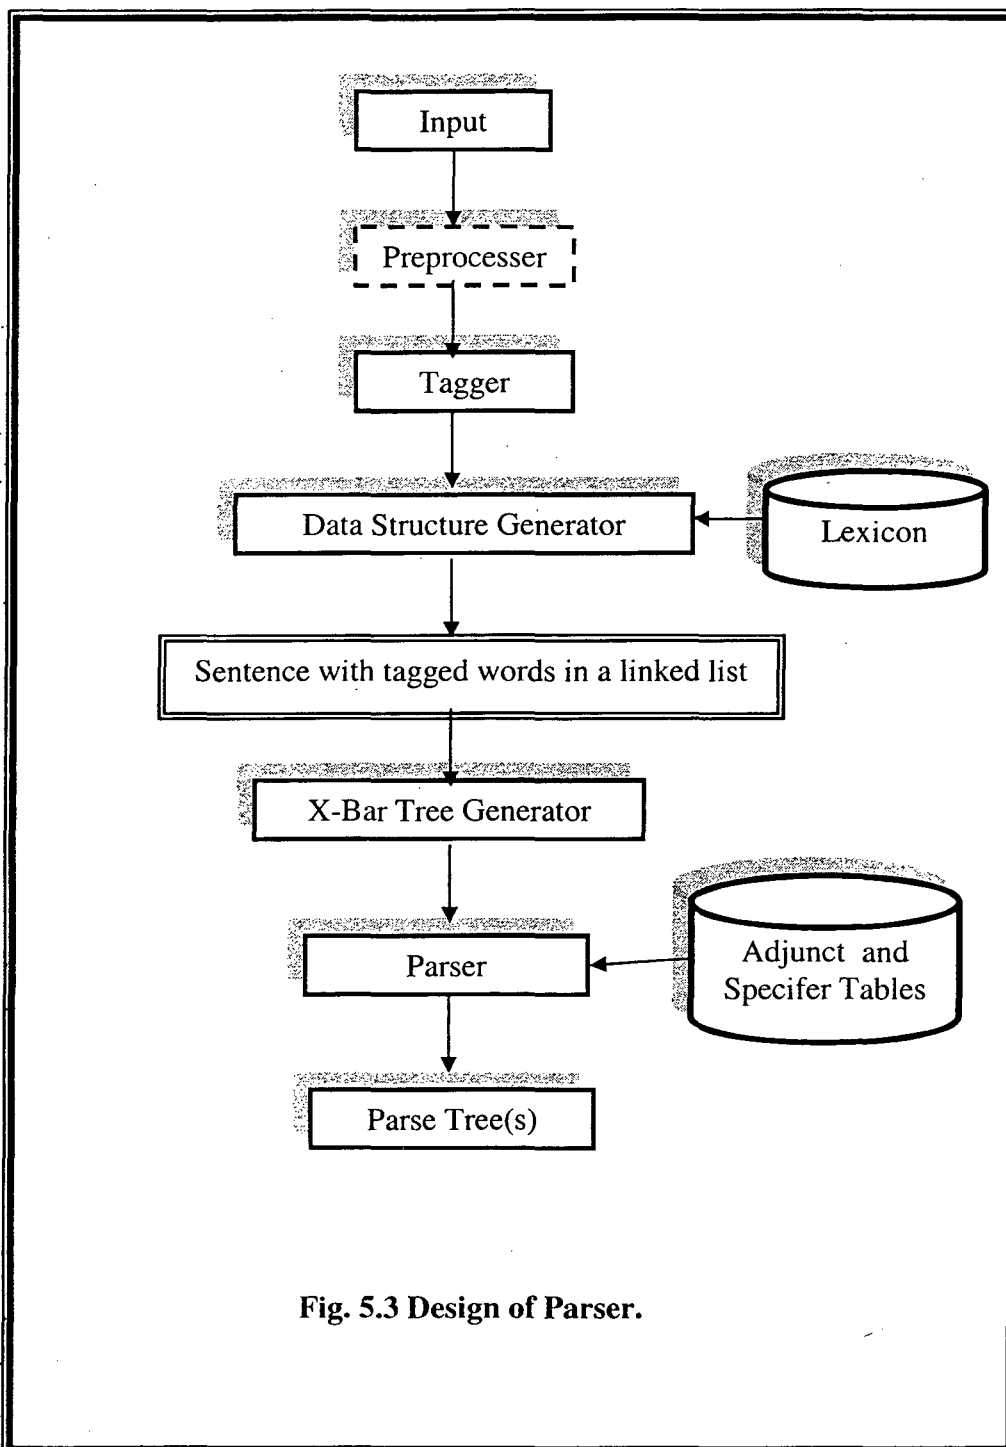 Input
Preprocesser
Tagger
Data Structure Generator
Lexicon
Sentence with tagged words in a linked list
X-Bar Tree Generator
Parser
Adjunct and
Specifer Tables
Parse Tree(s)
Fig. 5.3 Design of Parser.